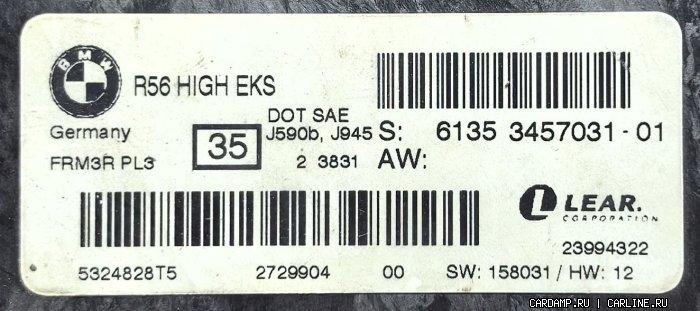 BMW
R56 HIGH EKS
Germany
DOT SAE
J590b, J945
S: 6135 3457031-01
FRM3R PL3
35
2 3831
AW:
LEAR.
CORPORATION
23994322
5324828T5 2729904 00 SW: 158031 / HW: 12
CARDAMP.RU | CARLINE.RU